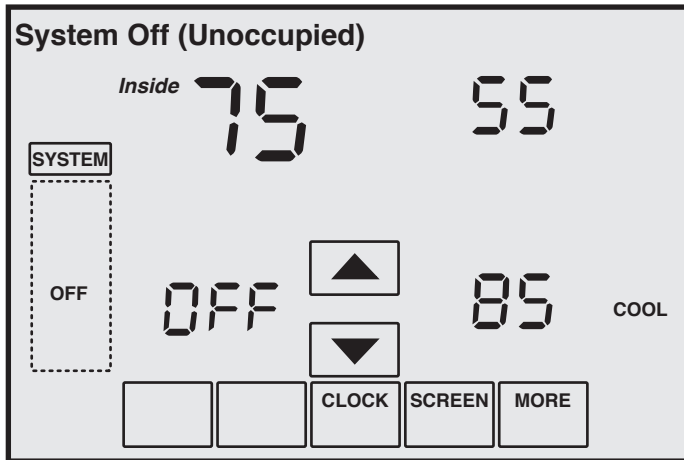 System Off (Unoccupied)
Inside 75 55
SYSTEM
OFF
OFF 85 COOL
CLOCK SCREEN MORE